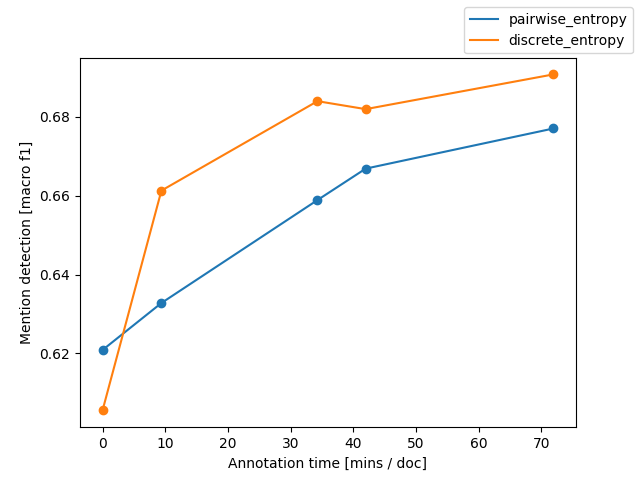 pairwise_entropy
discrete_entropy
Mention detection [macro f1]
0.68
0.66
0.64
0.62
0 10 20 30 40 50 60 70
Annotation time [mins / doc]